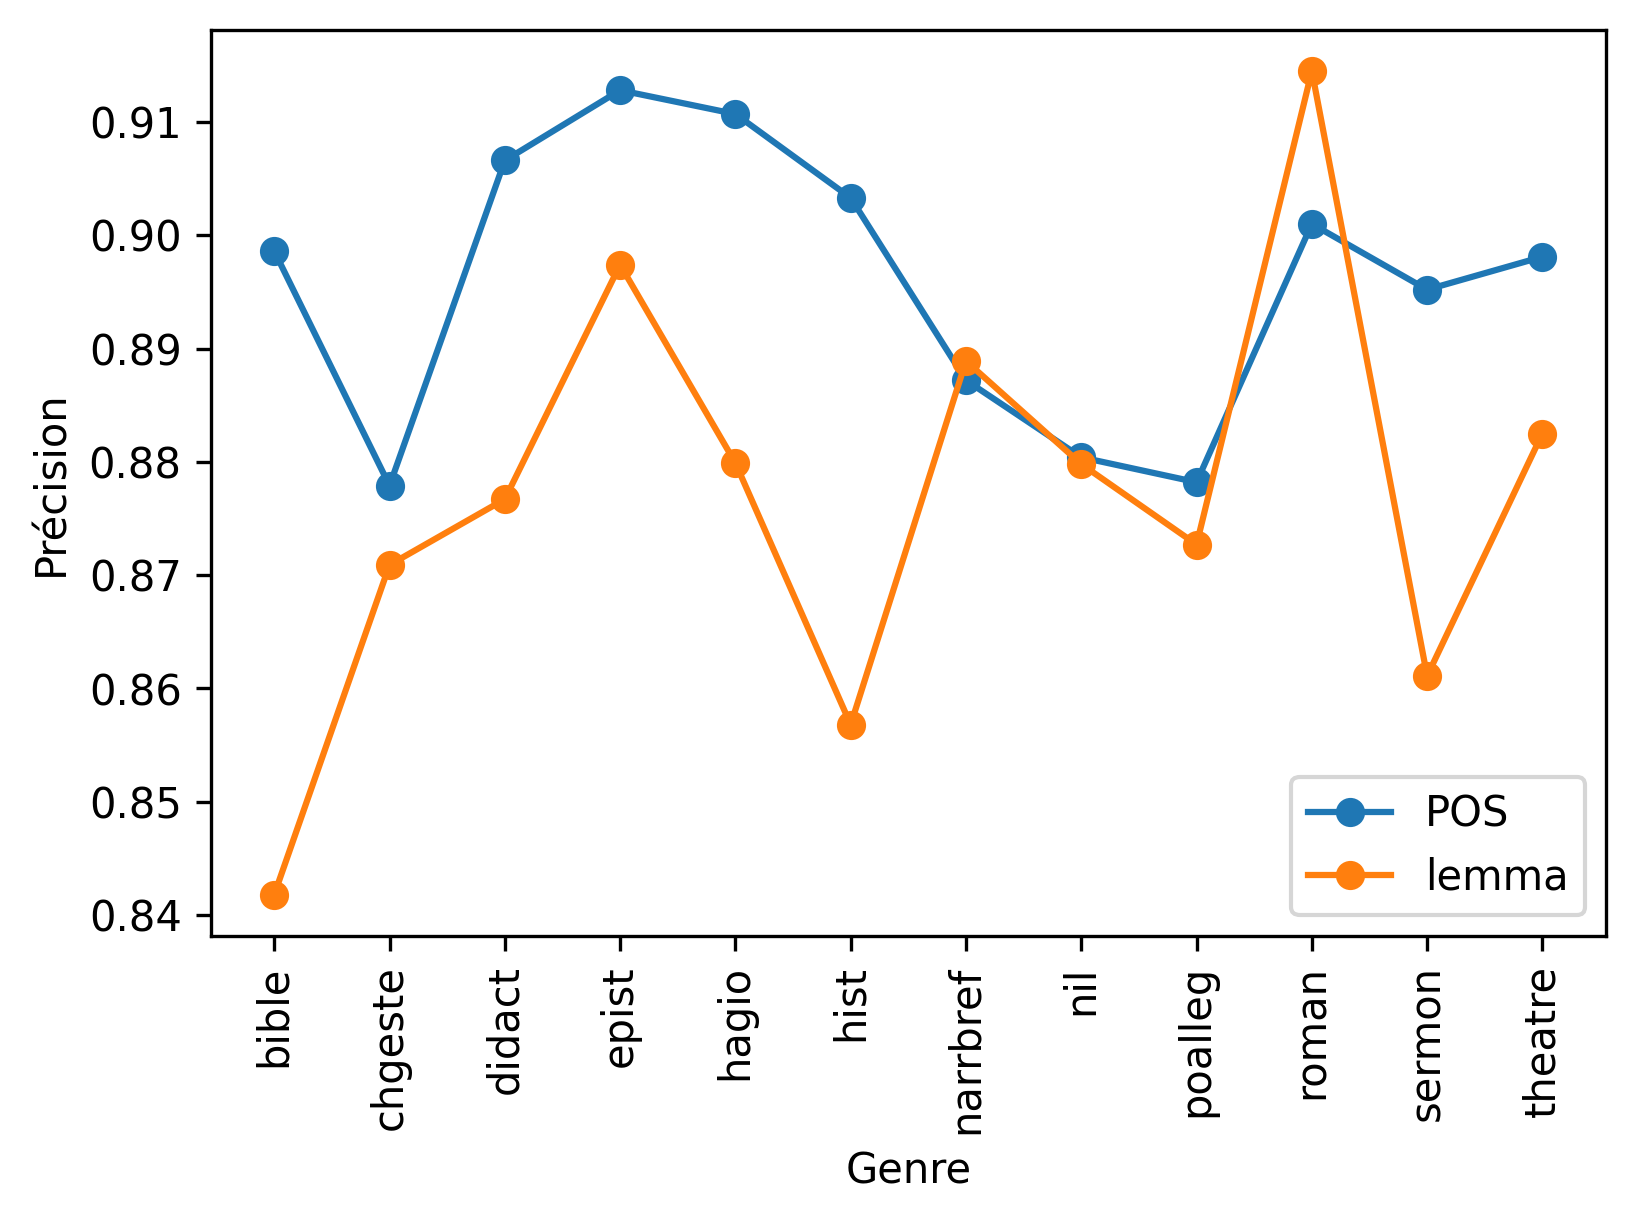 0.91
0.90
0.89
0.88
0.87
0.86
0.85
0.84
Précision
POS
lemma
bible
chgeste
didact
epist
hagio
hist
narrbref
nil
poalleg
roman
sermon
theatre
Genre